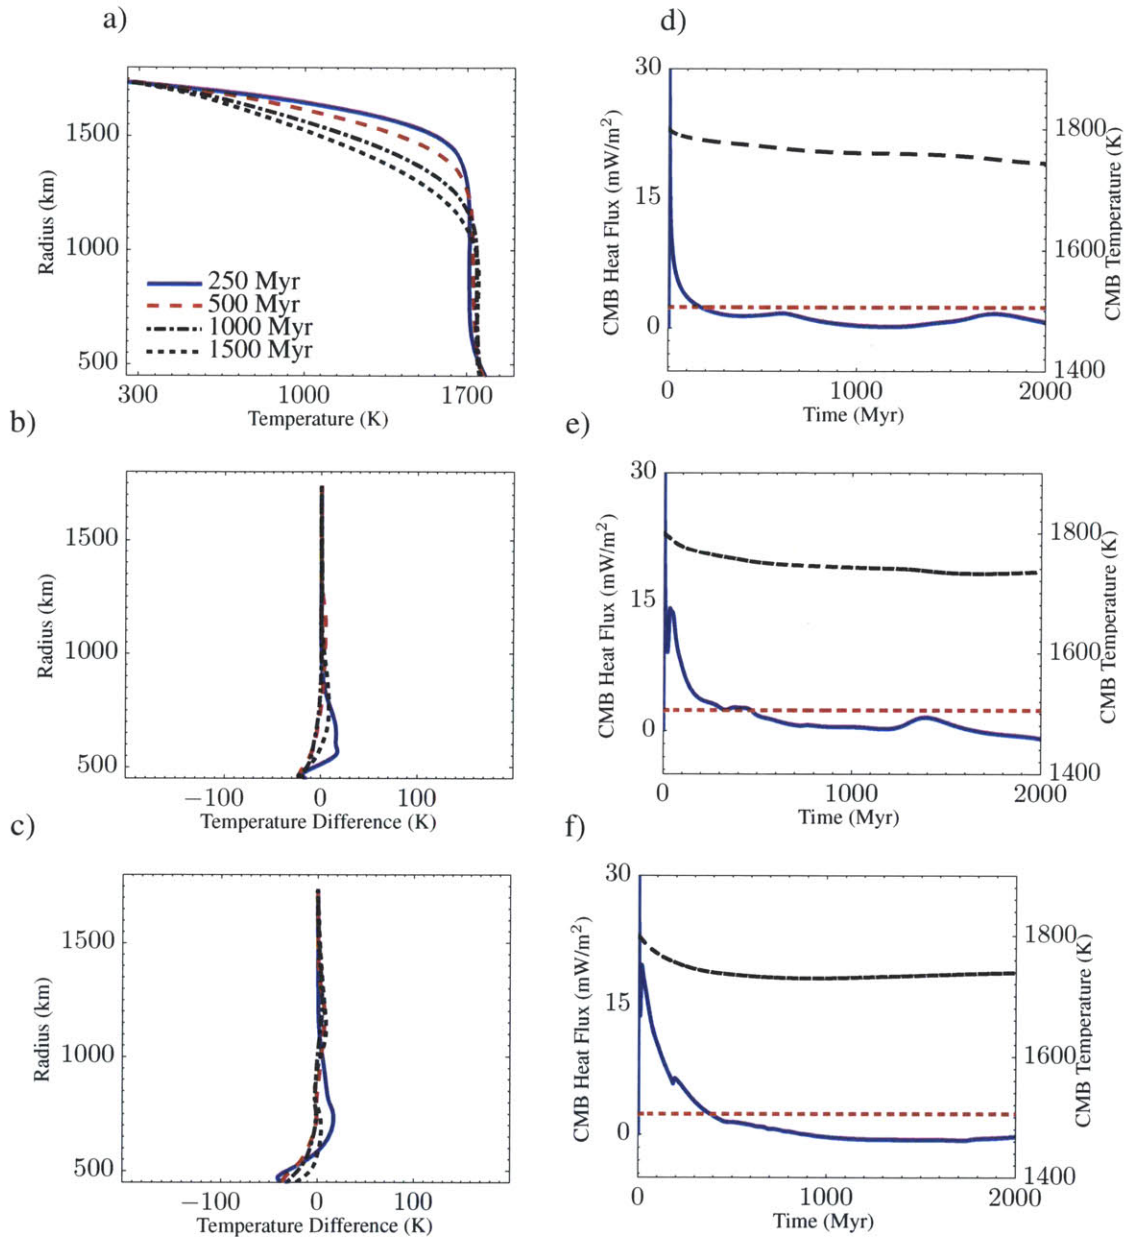 a)
1500
1000
500
Radius (km)
250 Myr
500 Myr
1000 Myr
1500 Myr
300
1000
1700
Temperature (K)
d)
30
15
0
CMB Heat Flux (mW/m²)
1800
1600
1400
CMB Temperature (K)
0
1000
2000
Time (Myr)
b)
1500
1000
500
Radius (km)
−100
0
100
Temperature Difference (K)
e)
30
15
0
CMB Heat Flux (mW/m²)
1800
1600
1400
CMB Temperature (K)
0
1000
2000
Time (Myr)
c)
1500
1000
500
Radius (km)
−100
0
100
Temperature Difference (K)
f)
30
15
0
CMB Heat Flux (mW/m²)
1800
1600
1400
CMB Temperature (K)
0
1000
2000
Time (Myr)